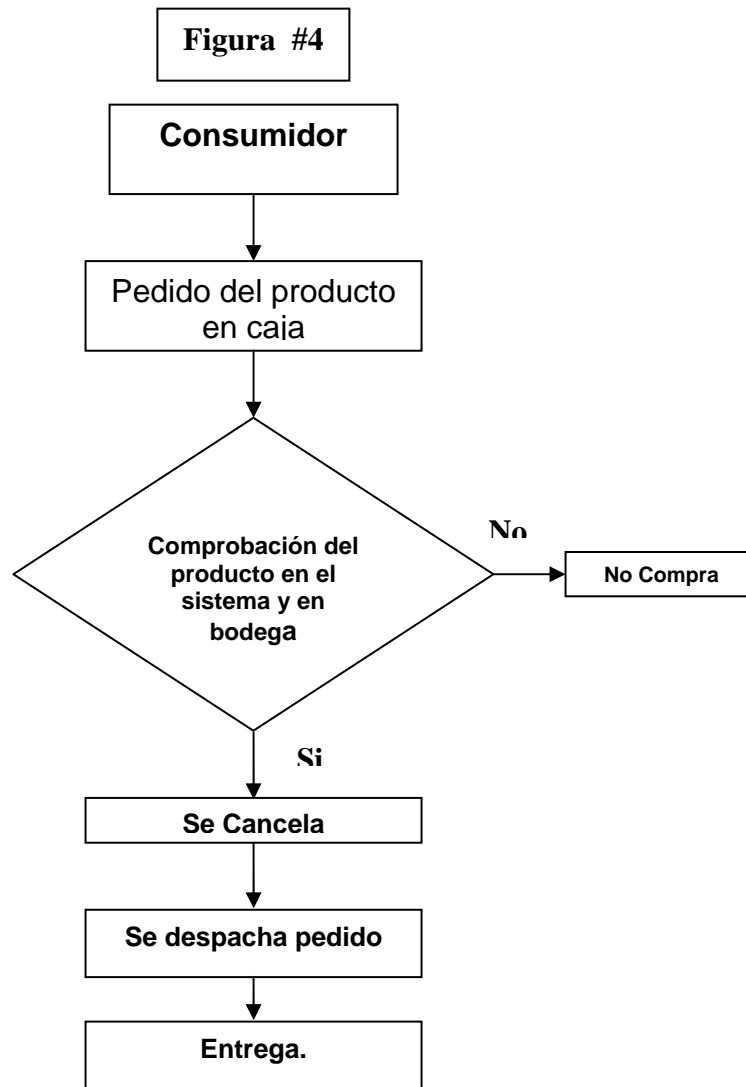 Figura #4
Consumidor
Pedido del producto
en caja
Comprobación del
producto en el
sistema y en
bodega
No
No Compra
Si
Se Cancela
Se despacha pedido
Entrega.